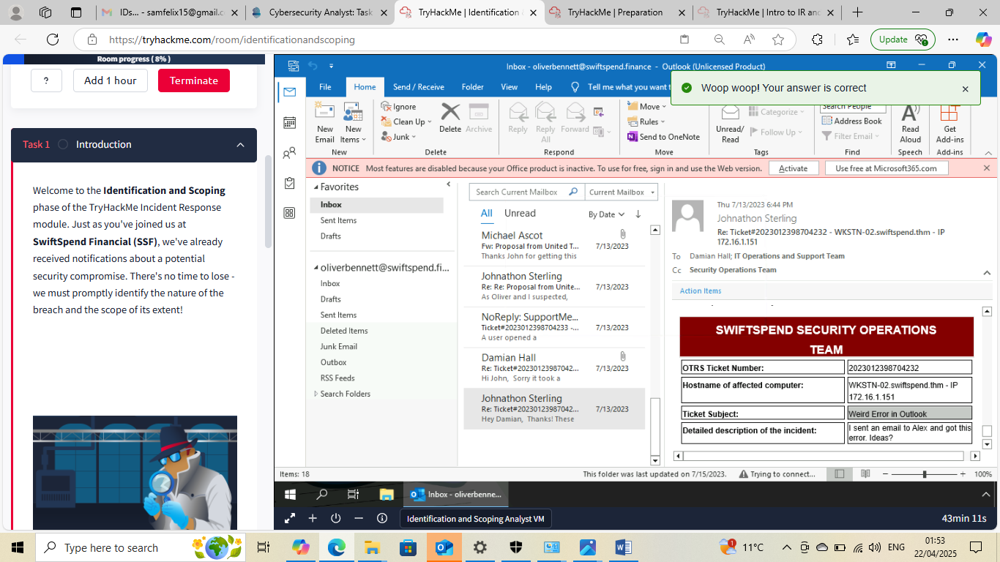 IDs... - samfelix15@gmail.c
Cybersecurity Analyst: Task
TryHackMe | Identification
TryHackMe | Preparation
TryHackMe | Intro to IR and
https://tryhackme.com/room/identificationandscoping
Update
Room progress ( 8% )
?
Add 1 hour
Terminate
Task 1
Introduction
Welcome to the Identification and Scoping
phase of the TryHackMe Incident Response
module. Just as you've joined us at
SwiftSpend Financial (SSF), we've already
received notifications about a potential
security compromise. There's no time to lose -
we must promptly identify the nature of the
breach and the scope of its extent!
Inbox - oliverbennett@swiftspend.finance - Outlook (Unlicensed Product)
File
Home
Send / Receive
Folder
View
Help
Tell me what you want t
Woop woop! Your answer is correct
New
Email
New
Items
New
Ignore
Clean Up
Junk
Delete
Archive
Delete
Reply
Reply
All
Forward
Respond
Move
Rules
Send to OneNote
Move
Unread/
Read
Categorize
Follow Up
Tags
Search People
Address Book
Filter Email
Find
Read
Aloud
Speech
Get
Add-ins
Add-ins
NOTICE
Most features are disabled because your Office product is inactive. To use for free, sign in and use the Web version.
Activate
Use free at Microsoft365.com
Favorites
Inbox
Sent Items
Drafts
oliverbennett@swiftspend.fi...
Inbox
Drafts
Sent Items
Deleted Items
Junk Email
Outbox
RSS Feeds
Search Folders
Search Current Mailbox
Current Mailbox
All
Unread
By Date
Michael Ascot
Fw: Proposal from United T...
7/13/2023
Thanks John for getting this
Johnathon Sterling
Re: Re: Proposal from Unite...
7/13/2023
As Oliver and I suspected,
NoReply: SupportMe...
Ticket#2023012398704233 -...
7/13/2023
A user opened a
Damian Hall
Re: Ticket#20230123987042...
7/13/2023
Hi John, Sorry it took a
Johnathon Sterling
Re: Ticket#20230123987042...
7/13/2023
Hey Damian, Thanks! These
Thu 7/13/2023 6:44 PM
Johnathon Sterling
Re: Ticket#2023012398704232 - WKSTN-02.swiftspend.thm - IP
172.16.1.151
To Damian Hall; IT Operations and Support Team
Cc Security Operations Team
Action Items
SWIFTSPEND SECURITY OPERATIONS
TEAM
OTRS Ticket Number:
2023012398704232
Hostname of affected computer:
WKSTN-02.swiftspend.thm - IP
172.16.1.151
Ticket Subject:
Weird Error in Outlook
Detailed description of the incident:
I sent an email to Alex and got this
error. Ideas?
Items: 18
This folder was last updated on 7/15/2023.
Trying to connect...
100%
Inbox - oliverbenne...
Identification and Scoping Analyst VM
43min 11s
Type here to search
1
11°C
ENG
01:53
22/04/2025